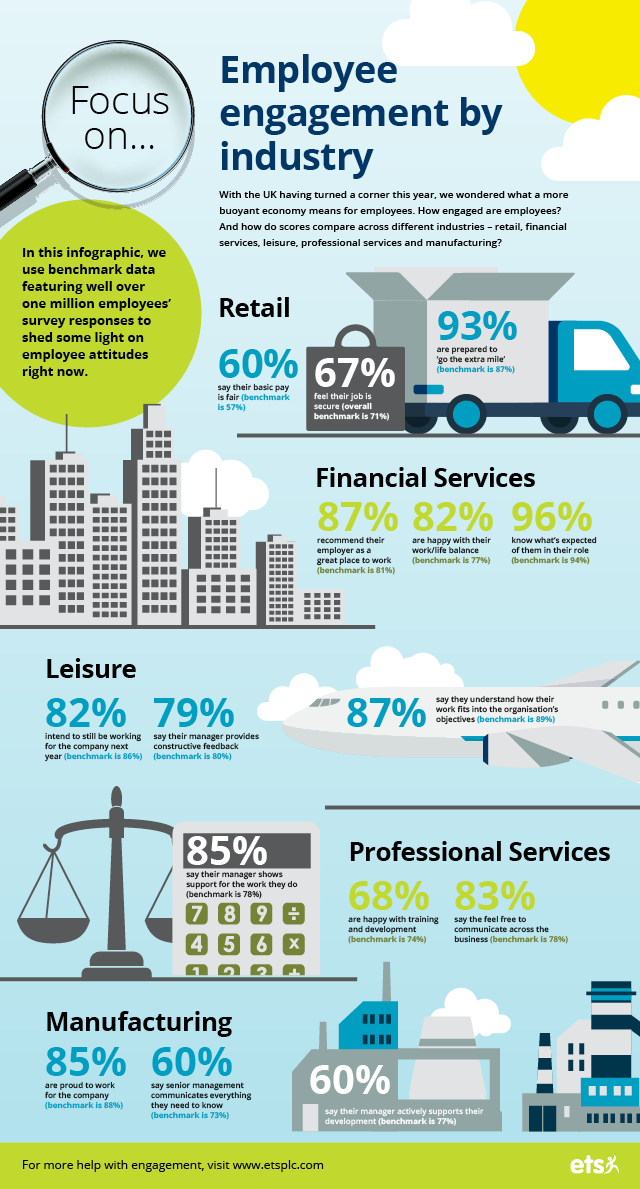 Focus
on...
Employee
engagement by
industry
With the UK having turned a corner this year, we wondered what a more
buoyant economy means for employees. How engaged are employees?
And how do scores compare across different industries – retail, financial
services, leisure, professional services and manufacturing?
In this infographic, we
use benchmark data
featuring well over
one million employees’
survey responses to
shed some light on
employee attitudes
right now.
Retail
60%
say their basic pay
is fair (benchmark
is 57%)
67%
feel their job is
secure (overall
benchmark is 71%)
93%
are prepared to
‘go the extra mile’
(benchmark is 87%)
Financial Services
87%
recommend their
employer as a
great place to work
(benchmark is 81%)
82%
are happy with their
work/life balance
(benchmark is 77%)
96%
know what’s expected
of them in their role
(benchmark is 94%)
Leisure
82%
intend to still be working
for the company next
year (benchmark is 86%)
79%
say their manager provides
constructive feedback
(benchmark is 80%)
87%
say they understand how their
work fits into the organisation’s
objectives (benchmark is 89%)
85%
say their manager shows
support for the work they do
(benchmark is 78%)
7 8 9 ÷
4 5 6 x
1 2 3 +
Professional Services
68%
are happy with training
and development
(benchmark is 74%)
83%
say the feel free to
communicate across the
business (benchmark is 78%)
Manufacturing
85%
are proud to work
for the company
(benchmark is 88%)
60%
say senior management
communicates everything
they need to know
(benchmark is 73%)
60%
say their manager actively supports their
development (benchmark is 77%)
For more help with engagement, visit www.etsplc.com
ets